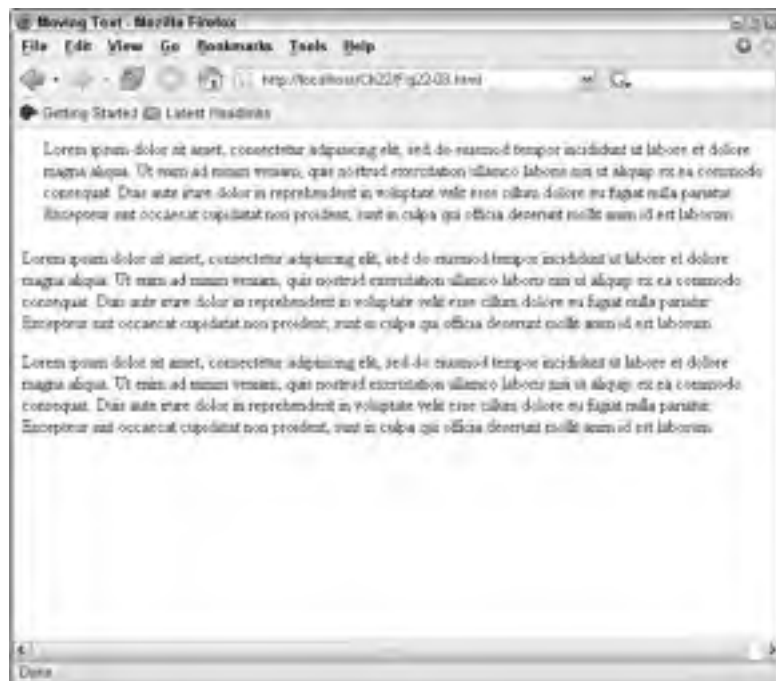 Moving Text - Mozilla Firefox
File Edit View Go Bookmarks Tools Help
http://localhost/Ch22/Fig22-03.html
Getting Started Latest Headlines
Lorem ipsum dolor sit amet, consectetur adipisicing elit, sed do eiusmod tempor incididunt ut labore et dolore
magna aliqua. Ut enim ad minim veniam, quis nostrud exercitation ullamco laboris nisi ut aliquip ex ea commodo
consequat. Duis aute irure dolor in reprehenderit in voluptate velit esse cillum dolore eu fugiat nulla pariatur.
Excepteur sint occaecat cupidatat non proident, sunt in culpa qui officia deserunt mollit anim id est laborum.
Lorem ipsum dolor sit amet, consectetur adipisicing elit, sed do eiusmod tempor incididunt ut labore et dolore
magna aliqua. Ut enim ad minim veniam, quis nostrud exercitation ullamco laboris nisi ut aliquip ex ea commodo
consequat. Duis aute irure dolor in reprehenderit in voluptate velit esse cillum dolore eu fugiat nulla pariatur.
Excepteur sint occaecat cupidatat non proident, sunt in culpa qui officia deserunt mollit anim id est laborum.
Lorem ipsum dolor sit amet, consectetur adipisicing elit, sed do eiusmod tempor incididunt ut labore et dolore
magna aliqua. Ut enim ad minim veniam, quis nostrud exercitation ullamco laboris nisi ut aliquip ex ea commodo
consequat. Duis aute irure dolor in reprehenderit in voluptate velit esse cillum dolore eu fugiat nulla pariatur.
Excepteur sint occaecat cupidatat non proident, sunt in culpa qui officia deserunt mollit anim id est laborum.
Done